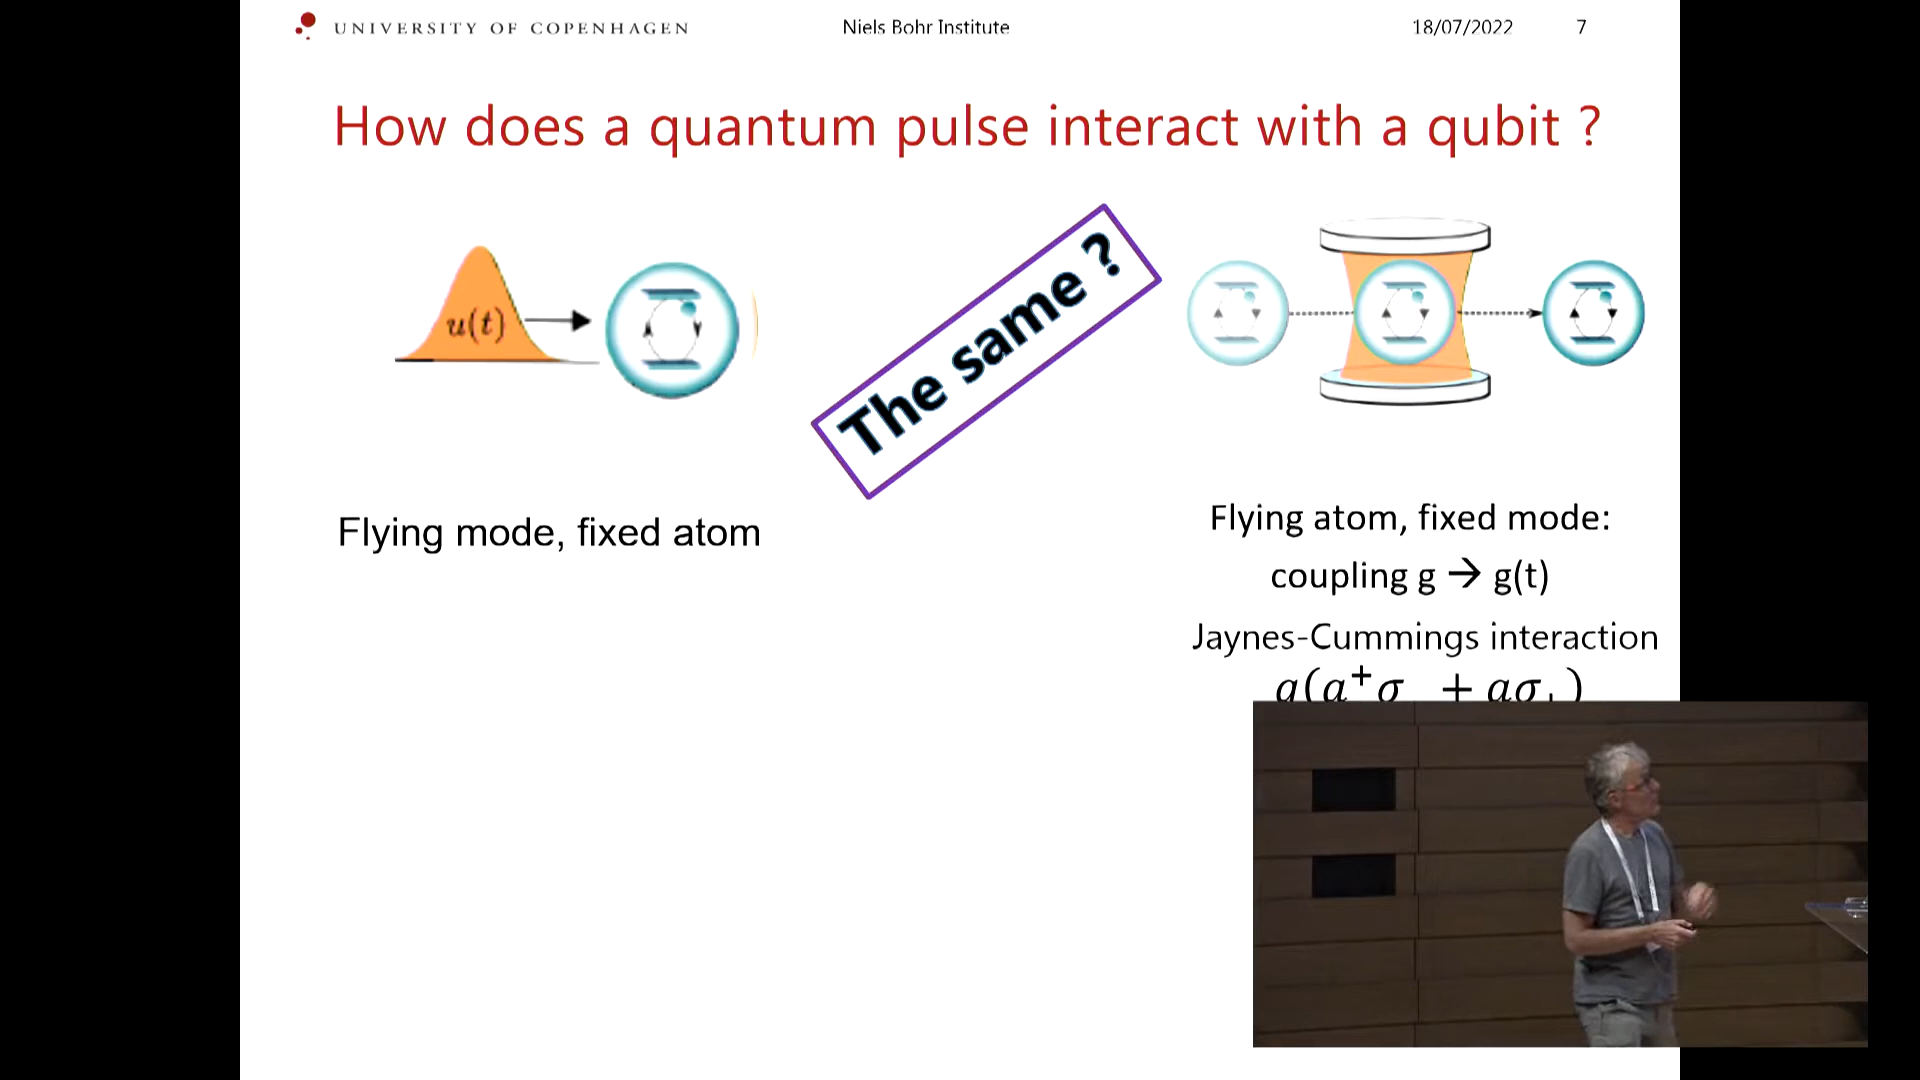 UNIVERSITY OF COPENHAGEN
Niels Bohr Institute
18/07/2022
7
How does a quantum pulse interact with a qubit ?
u(t)
The same ?
Flying mode, fixed atom
Flying atom, fixed mode:
coupling g → g(t)
Jaynes-Cummings interaction
g(a⁺σ₋ + aσ₊)